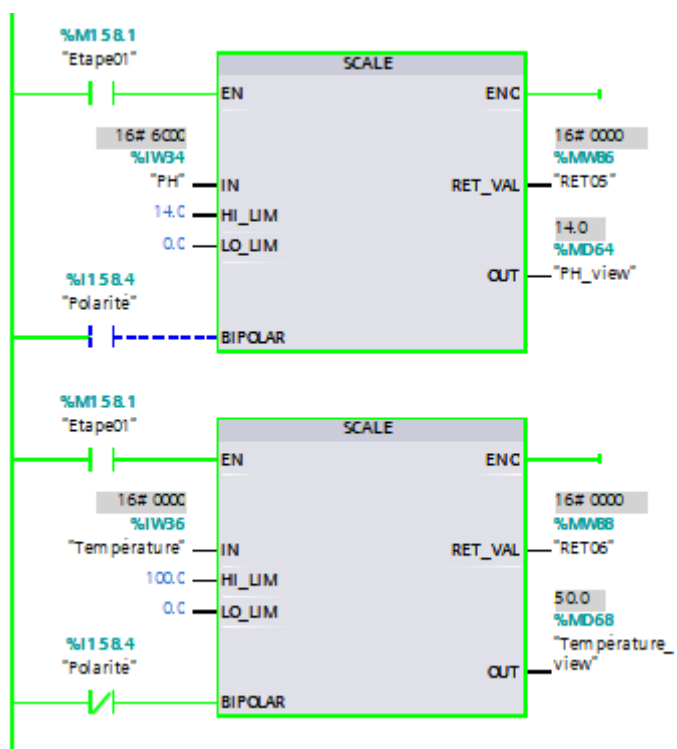 %M158.1
"Etape01"
SCALE
EN
ENO
16# 6C00
%IW34
"PH"
IN
14.0
HI_LIM
0.0
LO_LIM
16# 0000
%MW86
RET_VAL
"RET05"
14.0
%MD64
OUT
"PH_view"
%I158.4
"Polarité"
BIPOLAR
%M158.1
"Etape01"
SCALE
EN
ENO
16# 0000
%IW36
"Température"
IN
100.0
HI_LIM
0.0
LO_LIM
16# 0000
%MW88
RET_VAL
"RET06"
50.0
%MD68
"Température_
view"
OUT
%I158.4
"Polarité"
BIPOLAR